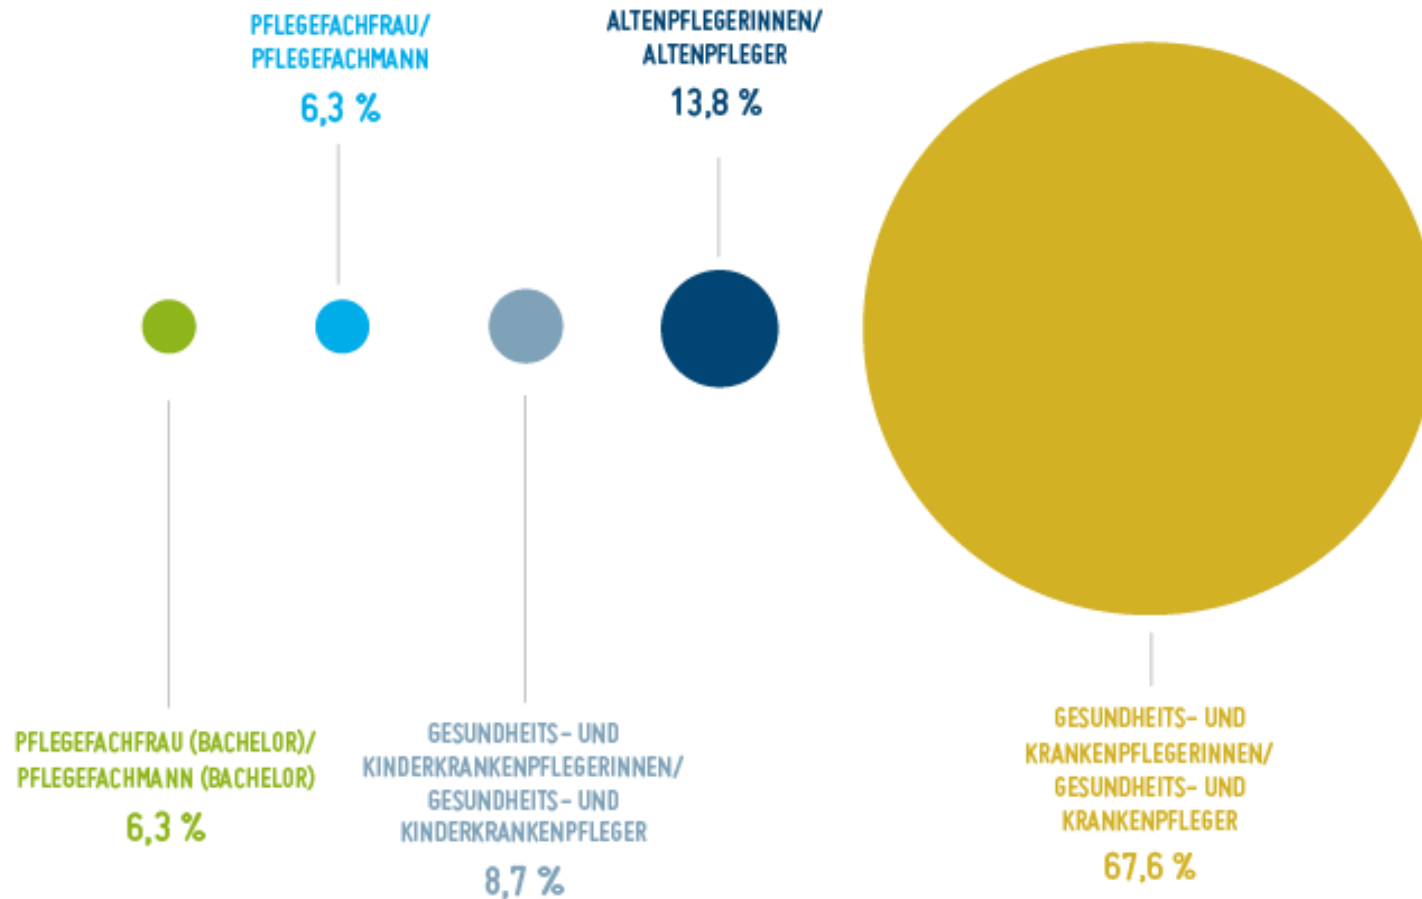 PFLEGEFACHFRAU/
PFLEGEFACHMANN
6,3 %
ALTENPFLEGERINNEN/
ALTENPFLEGER
13,8 %
PFLEGEFACHFRAU (BACHELOR)/
PFLEGEFACHMANN (BACHELOR)
6,3 %
GESUNDHEITS- UND
KINDERKRANKENPFLEGERINNEN/
GESUNDHEITS- UND
KINDERKRANKENPFLEGER
8,7 %
GESUNDHEITS- UND
KRANKENPFLEGERINNEN/
GESUNDHEITS- UND
KRANKENPFLEGER
67,6 %